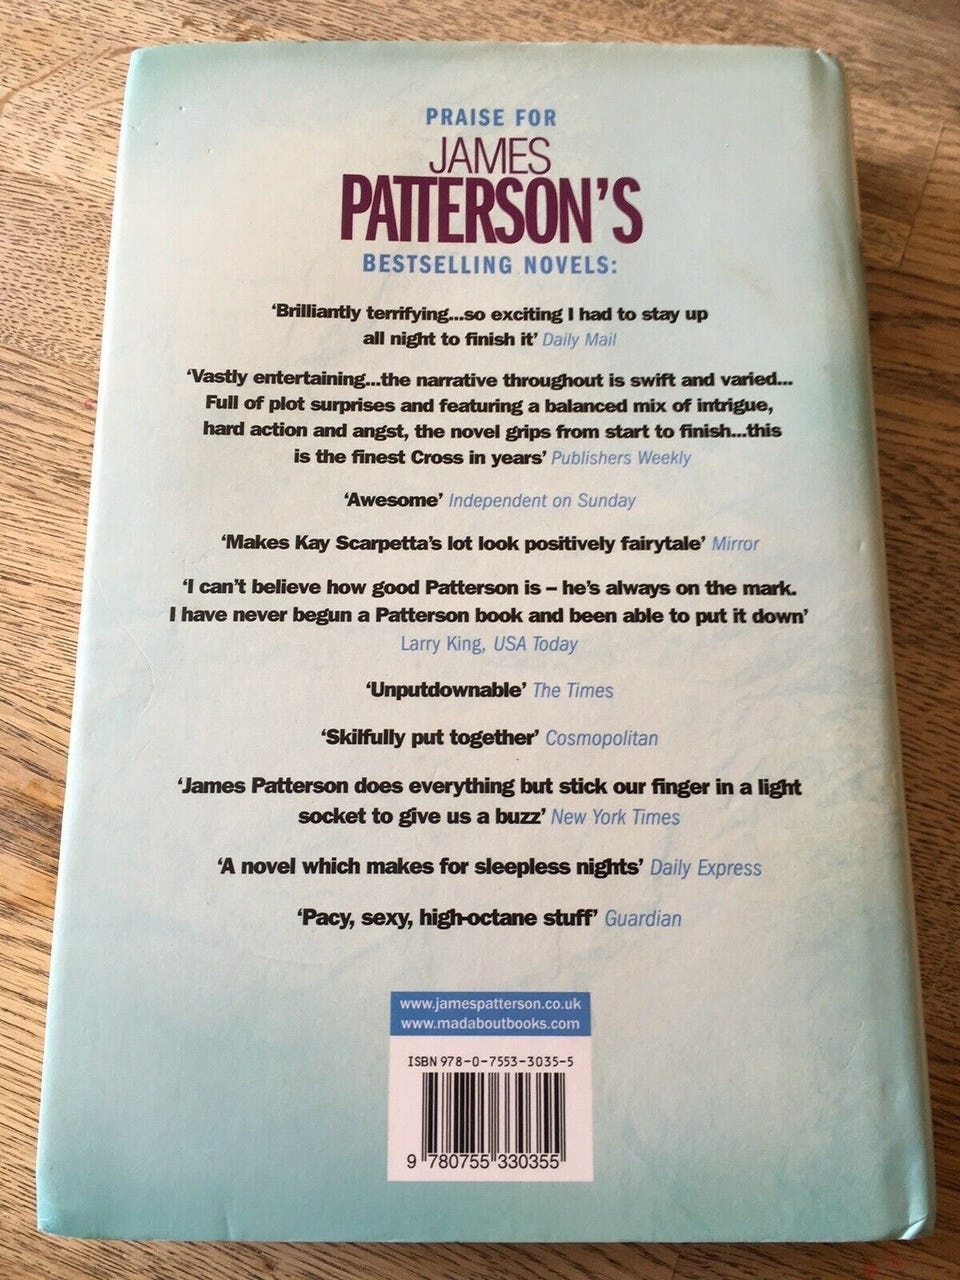 PRAISE FOR
JAMES
PATTERSON'S
BESTSELLING NOVELS:
‘Brilliantly terrifying...so exciting I had to stay up
all night to finish it’ Daily Mail
‘Vastly entertaining...the narrative throughout is swift and varied...
Full of plot surprises and featuring a balanced mix of intrigue,
hard action and angst, the novel grips from start to finish...this
is the finest Cross in years’ Publishers Weekly
‘Awesome’ Independent on Sunday
‘Makes Kay Scarpetta’s lot look positively fairytale’ Mirror
‘I can’t believe how good Patterson is – he’s always on the mark.
I have never begun a Patterson book and been able to put it down’
Larry King, USA Today
‘Unputdownable’ The Times
‘Skilfully put together’ Cosmopolitan
‘James Patterson does everything but stick our finger in a light
socket to give us a buzz’ New York Times
‘A novel which makes for sleepless nights’ Daily Express
‘Pacy, sexy, high-octane stuff’ Guardian
www.jamespatterson.co.uk
www.madaboutbooks.com
ISBN 978-0-7553-3035-5
9 780755 330355